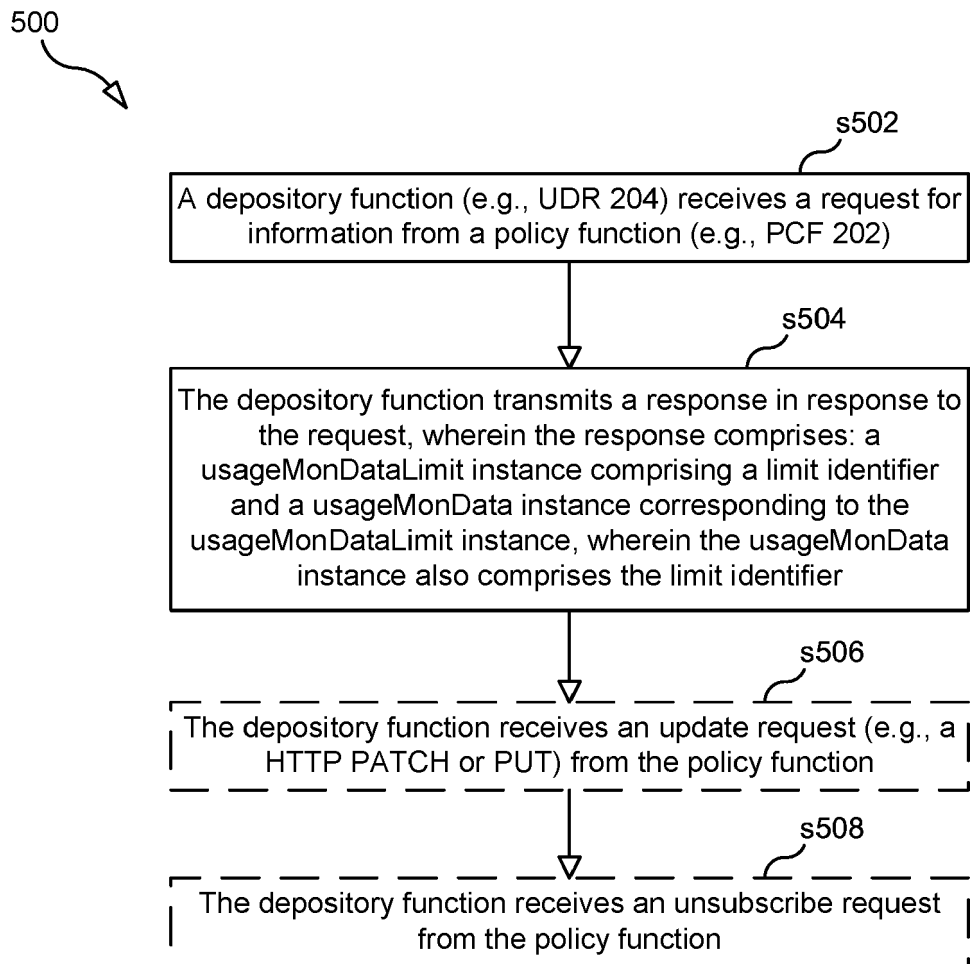 500
s502
A depository function (e.g., UDR 204) receives a request for
information from a policy function (e.g., PCF 202)
s504
The depository function transmits a response in response to
the request, wherein the response comprises: a
usageMonDataLimit instance comprising a limit identifier
and a usageMonData instance corresponding to the
usageMonDataLimit instance, wherein the usageMonData
instance also comprises the limit identifier
s506
The depository function receives an update request (e.g., a
HTTP PATCH or PUT) from the policy function
s508
The depository function receives an unsubscribe request
from the policy function